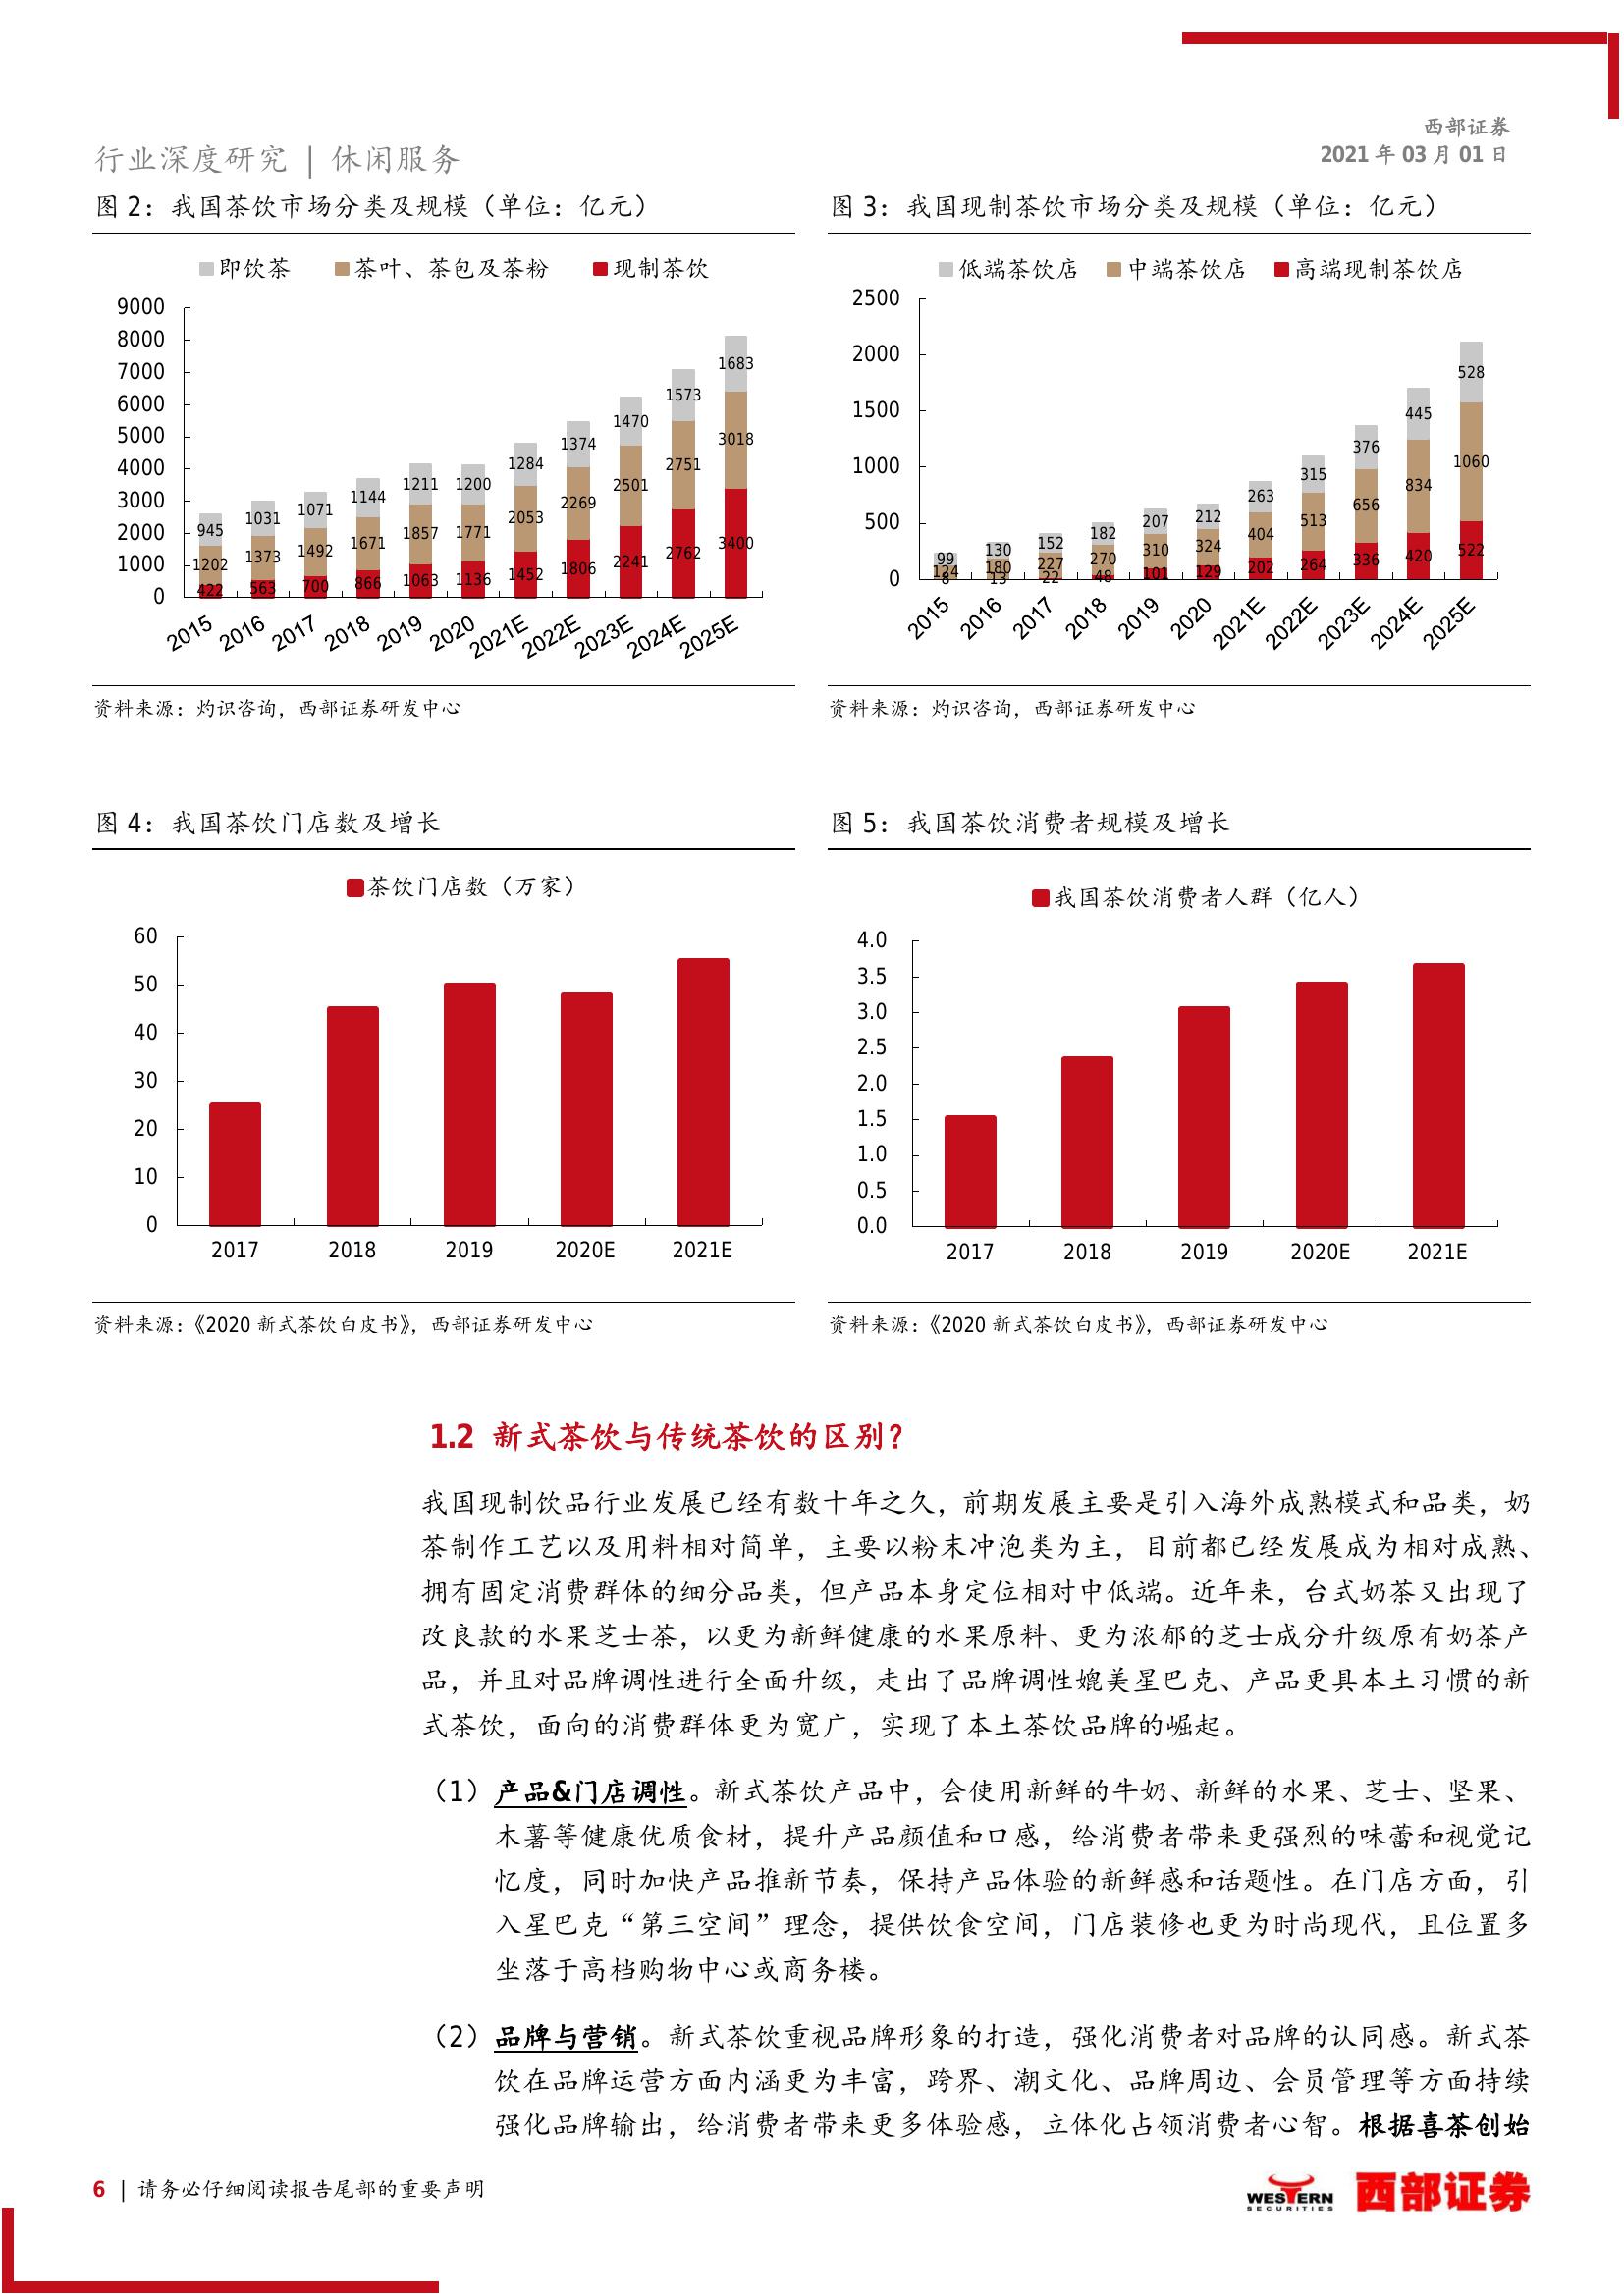 西部证券
2021 年 03 月 01 日
行业深度研究 | 休闲服务
图 2：我国茶饮市场分类及规模（单位：亿元）
即饮茶 茶叶、茶包及茶粉 现制茶饮
9000
8000
7000
6000
5000
4000
3000
2000
1000
0
945 1031 1071 1144 1211 1200 1284 1374 1470 1573 1683
1202 1373 1492 1671 1857 1771 2053 2269 2501 2751 3018
422 563 700 866 1063 1136 1452 1806 2241 2762 3400
2015 2016 2017 2018 2019 2020 2021E 2022E 2023E 2024E 2025E
资料来源：灼识咨询，西部证券研发中心
图 3：我国现制茶饮市场分类及规模（单位：亿元）
低端茶饮店 中端茶饮店 高端现制茶饮店
2500
2000
1500
1000
500
0
99 130 152 182 207 212 263 315 376 445 528
124 180 227 270 310 324 404 513 656 834 1060
8 13 22 48 101 129 202 264 336 420 522
2015 2016 2017 2018 2019 2020 2021E 2022E 2023E 2024E 2025E
资料来源：灼识咨询，西部证券研发中心
图 4：我国茶饮门店数及增长
茶饮门店数（万家）
60
50
40
30
20
10
0
2017 2018 2019 2020E 2021E
资料来源：《2020 新式茶饮白皮书》，西部证券研发中心
图 5：我国茶饮消费者规模及增长
我国茶饮消费者人群（亿人）
4.0
3.5
3.0
2.5
2.0
1.5
1.0
0.5
0.0
2017 2018 2019 2020E 2021E
资料来源：《2020 新式茶饮白皮书》，西部证券研发中心
1.2 新式茶饮与传统茶饮的区别？
我国现制饮品行业发展已经有数十年之久，前期发展主要是引入海外成熟模式和品类，奶
茶制作工艺以及用料相对简单，主要以粉末冲泡类为主，目前都已经发展成为相对成熟、
拥有固定消费群体的细分品类，但产品本身定位相对中低端。近年来，台式奶茶又出现了
改良款的水果芝士茶，以更为新鲜健康的水果原料、更为浓郁的芝士成分升级原有奶茶产
品，并且对品牌调性进行全面升级，走出了品牌调性媲美星巴克、产品更具本土习惯的新
式茶饮，面向的消费群体更为宽广，实现了本土茶饮品牌的崛起。
（1）产品&门店调性。新式茶饮产品中，会使用新鲜的牛奶、新鲜的水果、芝士、坚果、
木薯等健康优质食材，提升产品颜值和口感，给消费者带来更强烈的味蕾和视觉记
忆度，同时加快产品推新节奏，保持产品体验的新鲜感和话题性。在门店方面，引
入星巴克“第三空间”理念，提供饮食空间，门店装修也更为时尚现代，且位置多
坐落于高档购物中心或商务楼。
（2）品牌与营销。新式茶饮重视品牌形象的打造，强化消费者对品牌的认同感。新式茶
饮在品牌运营方面内涵更为丰富，跨界、潮文化、品牌周边、会员管理等方面持续
强化品牌输出，给消费者带来更多体验感，立体化占领消费者心智。根据喜茶创始
6 | 请务必仔细阅读报告尾部的重要声明
WESTERN
SECURITIES
西部证券